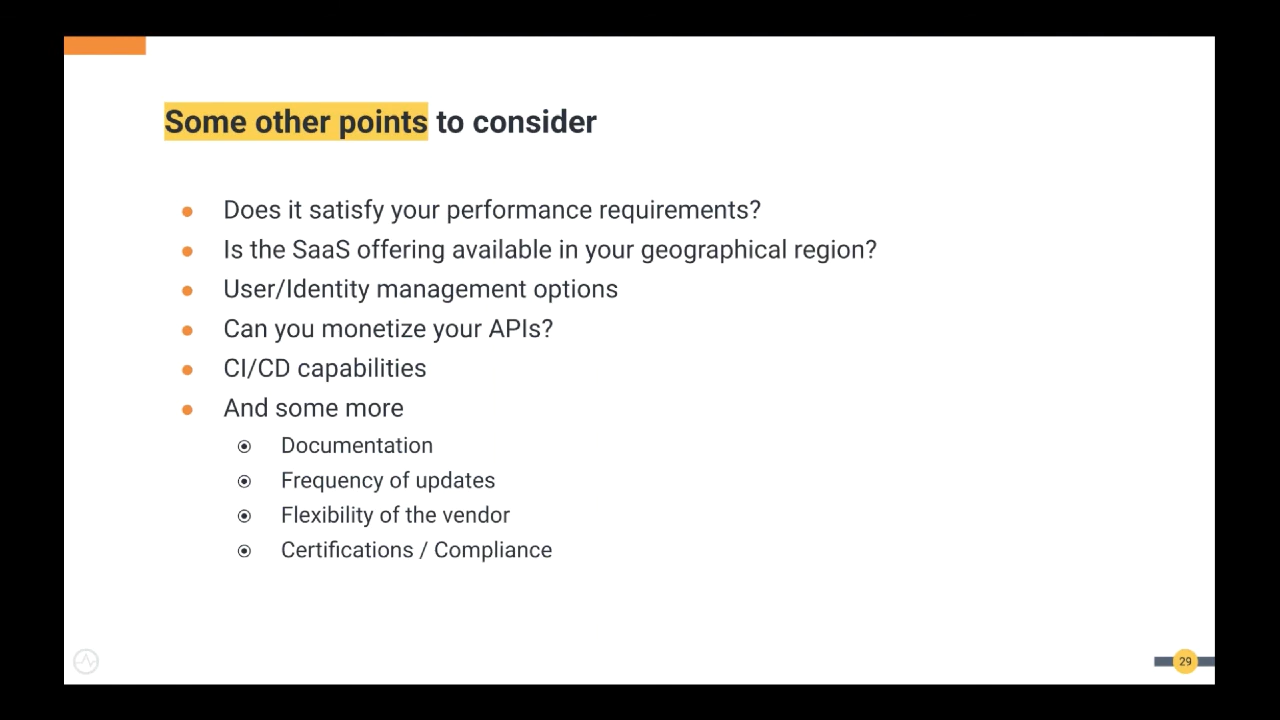 Some other points to consider
Does it satisfy your performance requirements?
Is the SaaS offering available in your geographical region?
User/Identity management options
Can you monetize your APIs?
CI/CD capabilities
And some more
Documentation
Frequency of updates
Flexibility of the vendor
Certifications / Compliance
29